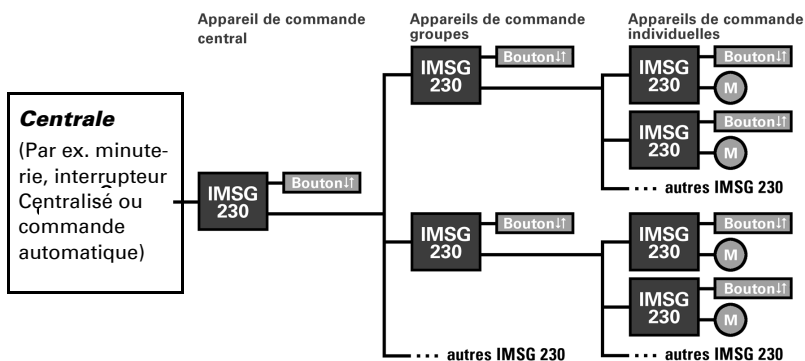 Appareil de commande
central
Appareils de commande
groupes
Appareils de commande
individuelles
Centrale
(Par ex. minute-
rie, interrupteur
Centralisé ou
commande
automatique)
IMSG
230
Bouton↓↑
IMSG
230
Bouton↓↑
IMSG
230
Bouton↓↑
M
IMSG
230
Bouton↓↑
M
··· autres IMSG 230
IMSG
230
Bouton↓↑
IMSG
230
Bouton↓↑
M
IMSG
230
Bouton↓↑
M
··· autres IMSG 230
··· autres IMSG 230